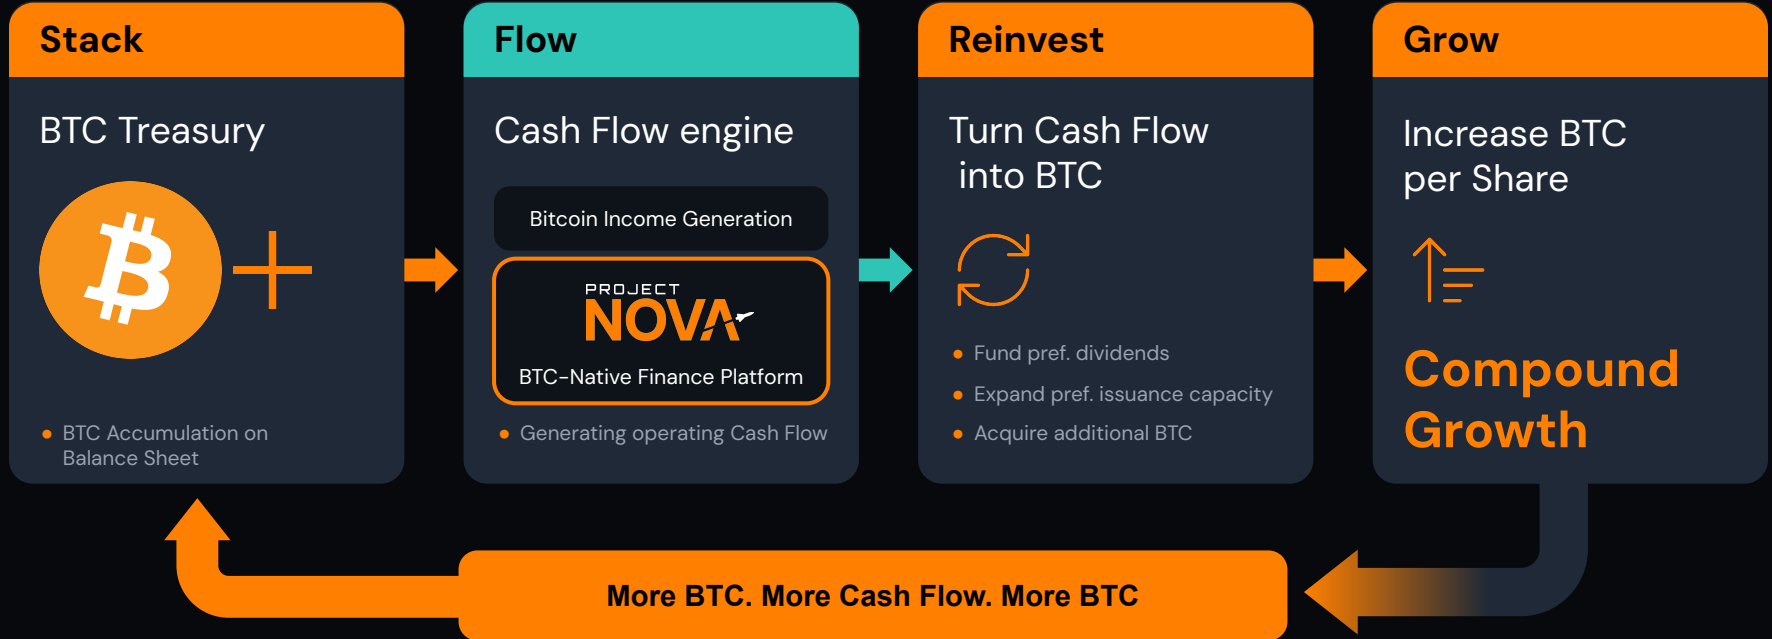 Stack
BTC Treasury
BTC Accumulation on
Balance Sheet
Flow
Cash Flow engine
Bitcoin Income Generation
PROJECT
NOVA
BTC-Native Finance Platform
Generating operating Cash Flow
Reinvest
Turn Cash Flow
into BTC
Fund pref. dividends
Expand pref. issuance capacity
Acquire additional BTC
Grow
Increase BTC
per Share
Compound
Growth
More BTC. More Cash Flow. More BTC